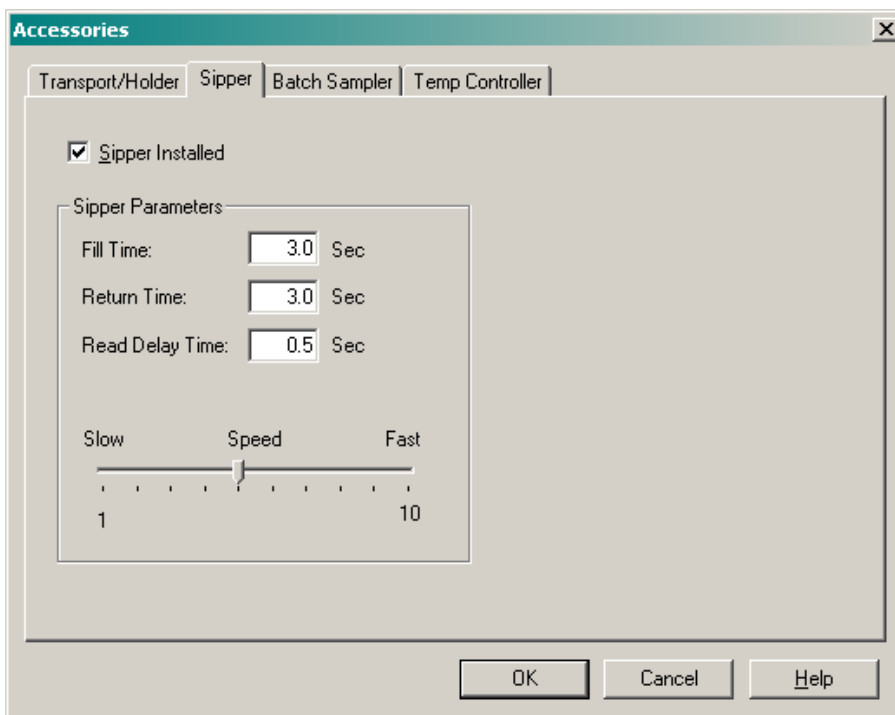 Accessories
Transport/Holder Sipper Batch Sampler Temp Controller
Sipper Installed
Sipper Parameters
Fill Time: 3.0 Sec
Return Time: 3.0 Sec
Read Delay Time: 0.5 Sec
Slow Speed Fast
1 10
OK Cancel Help